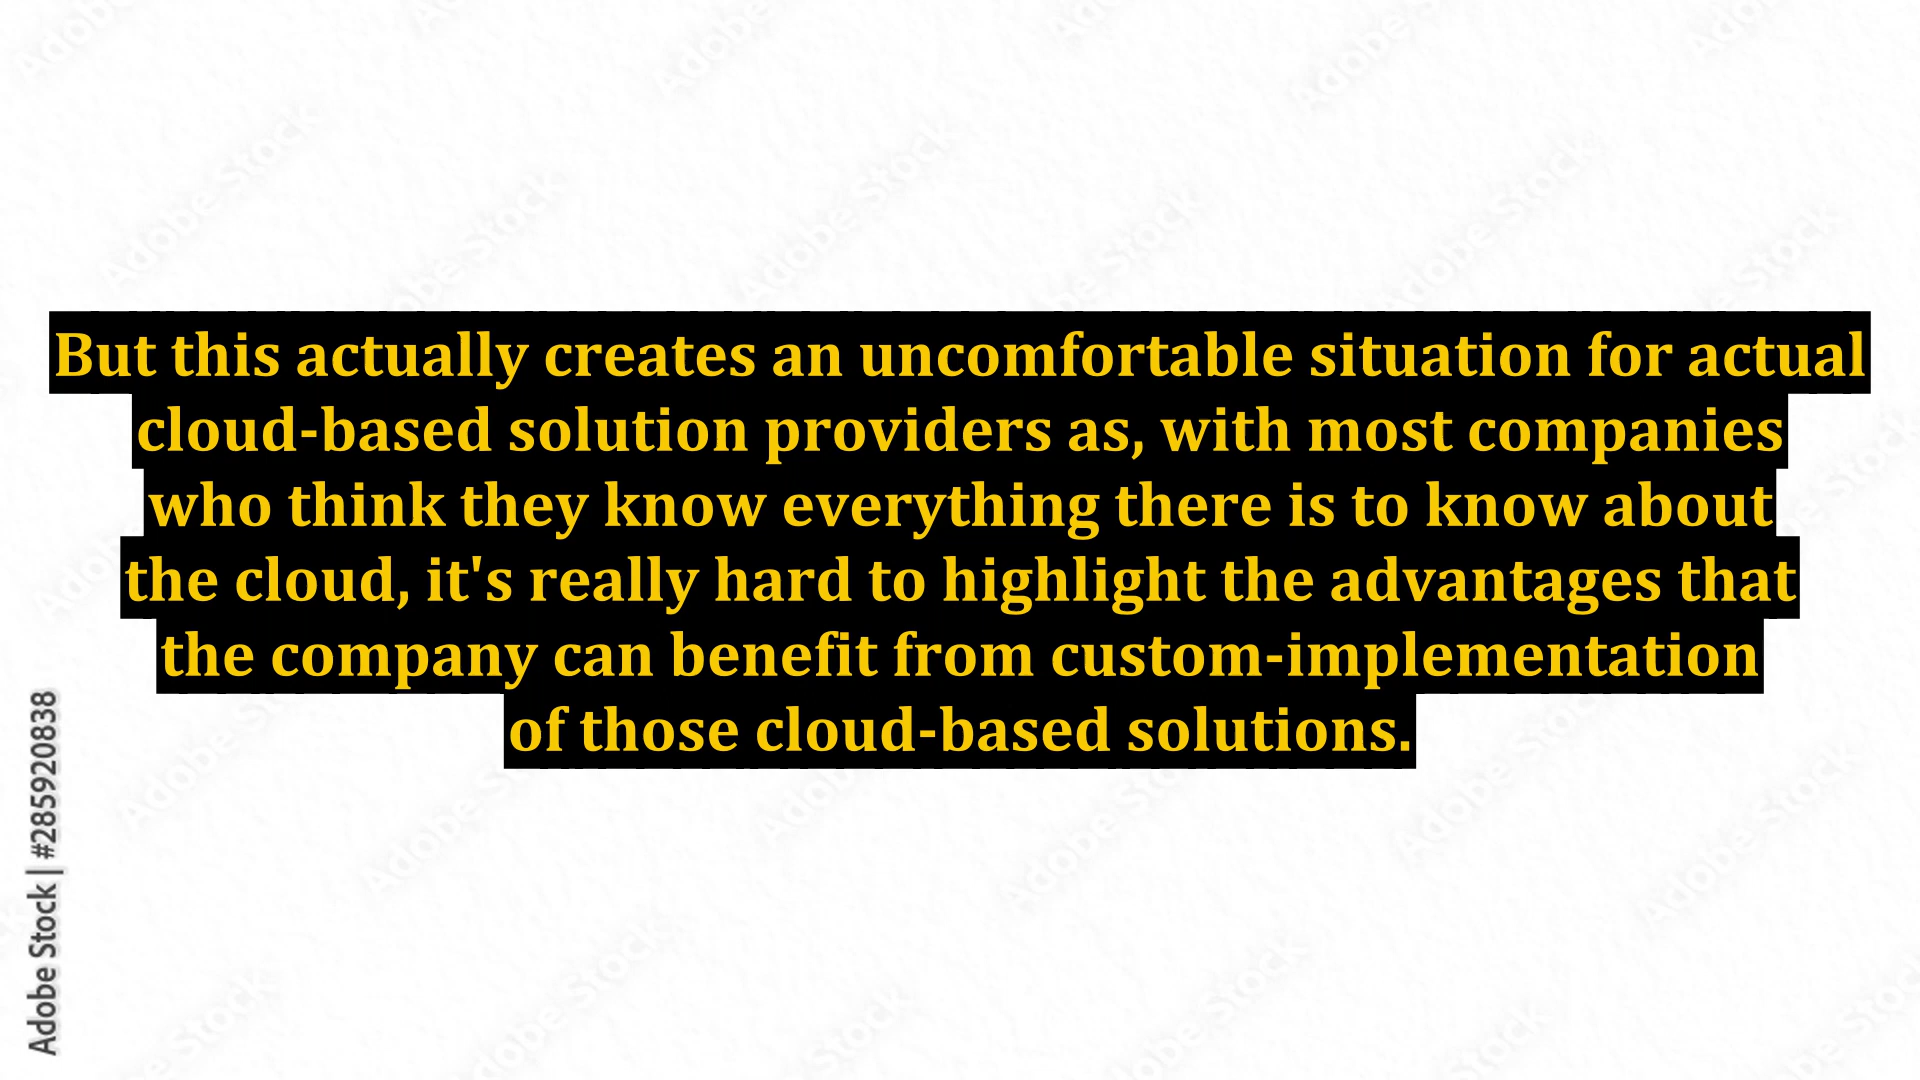 But this actually creates an uncomfortable situation for actual
cloud-based solution providers as, with most companies
who think they know everything there is to know about
the cloud, it's really hard to highlight the advantages that
the company can benefit from custom-implementation
of those cloud-based solutions.
Adobe Stock | #285920838
Adobe Stock